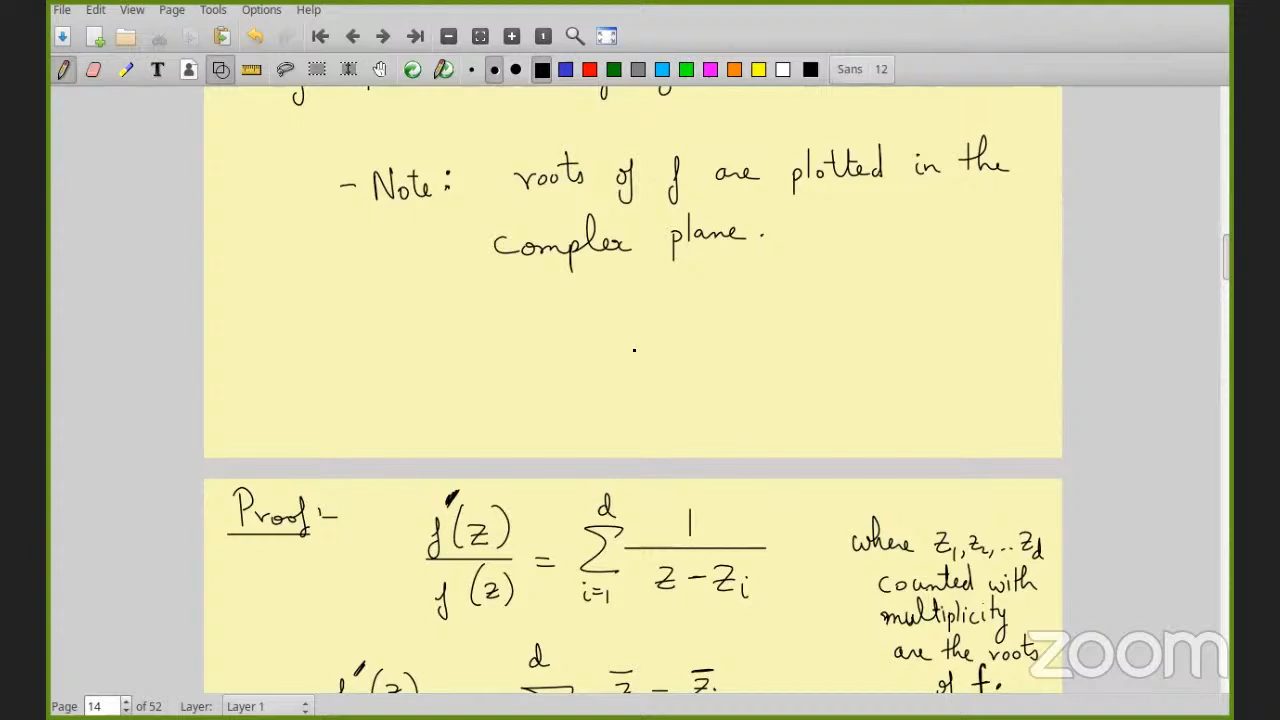 File Edit View Page Tools Options Help
Sans 12
- Note: roots of f are plotted in the
complex plane.
Proof :-
f'(z) / f(z) = d ∑ i=1 1 / z - z_i
where z_1, z_2, .. z_d
counted with
multiplicity
are the roots
of f.
f'(z) d z̄ - z̄_i
zoom
Page 14 of 52 Layer: Layer 1